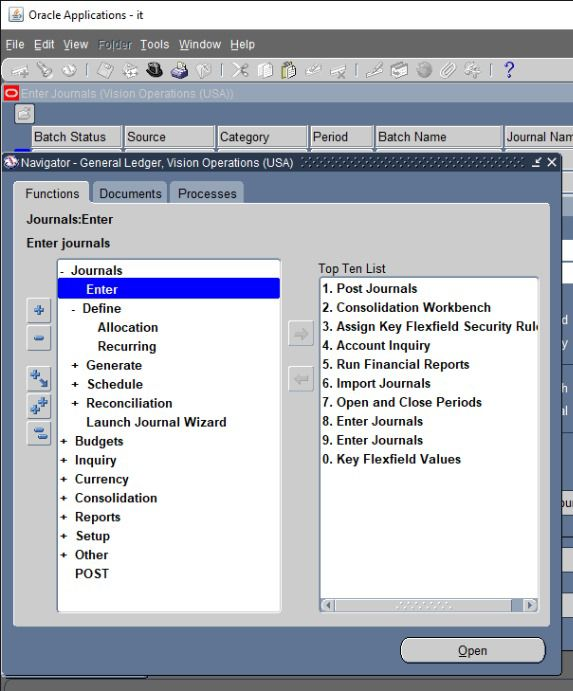 Oracle Applications - it
File Edit View Folder Tools Window Help
Enter Journals (Vision Operations (USA))
Batch Status Source Category Period Batch Name Journal Nam
Navigator - General Ledger, Vision Operations (USA)
Functions Documents Processes
Journals:Enter
Enter journals
Top Ten List
- Journals
Enter
- Define
Allocation
Recurring
+ Generate
+ Schedule
+ Reconciliation
Launch Journal Wizard
+ Budgets
+ Inquiry
+ Currency
+ Consolidation
+ Reports
+ Setup
+ Other
POST
1. Post Journals
2. Consolidation Workbench
3. Assign Key Flexfield Security Rule
4. Account Inquiry
5. Run Financial Reports
6. Import Journals
7. Open and Close Periods
8. Enter Journals
9. Enter Journals
0. Key Flexfield Values
Open